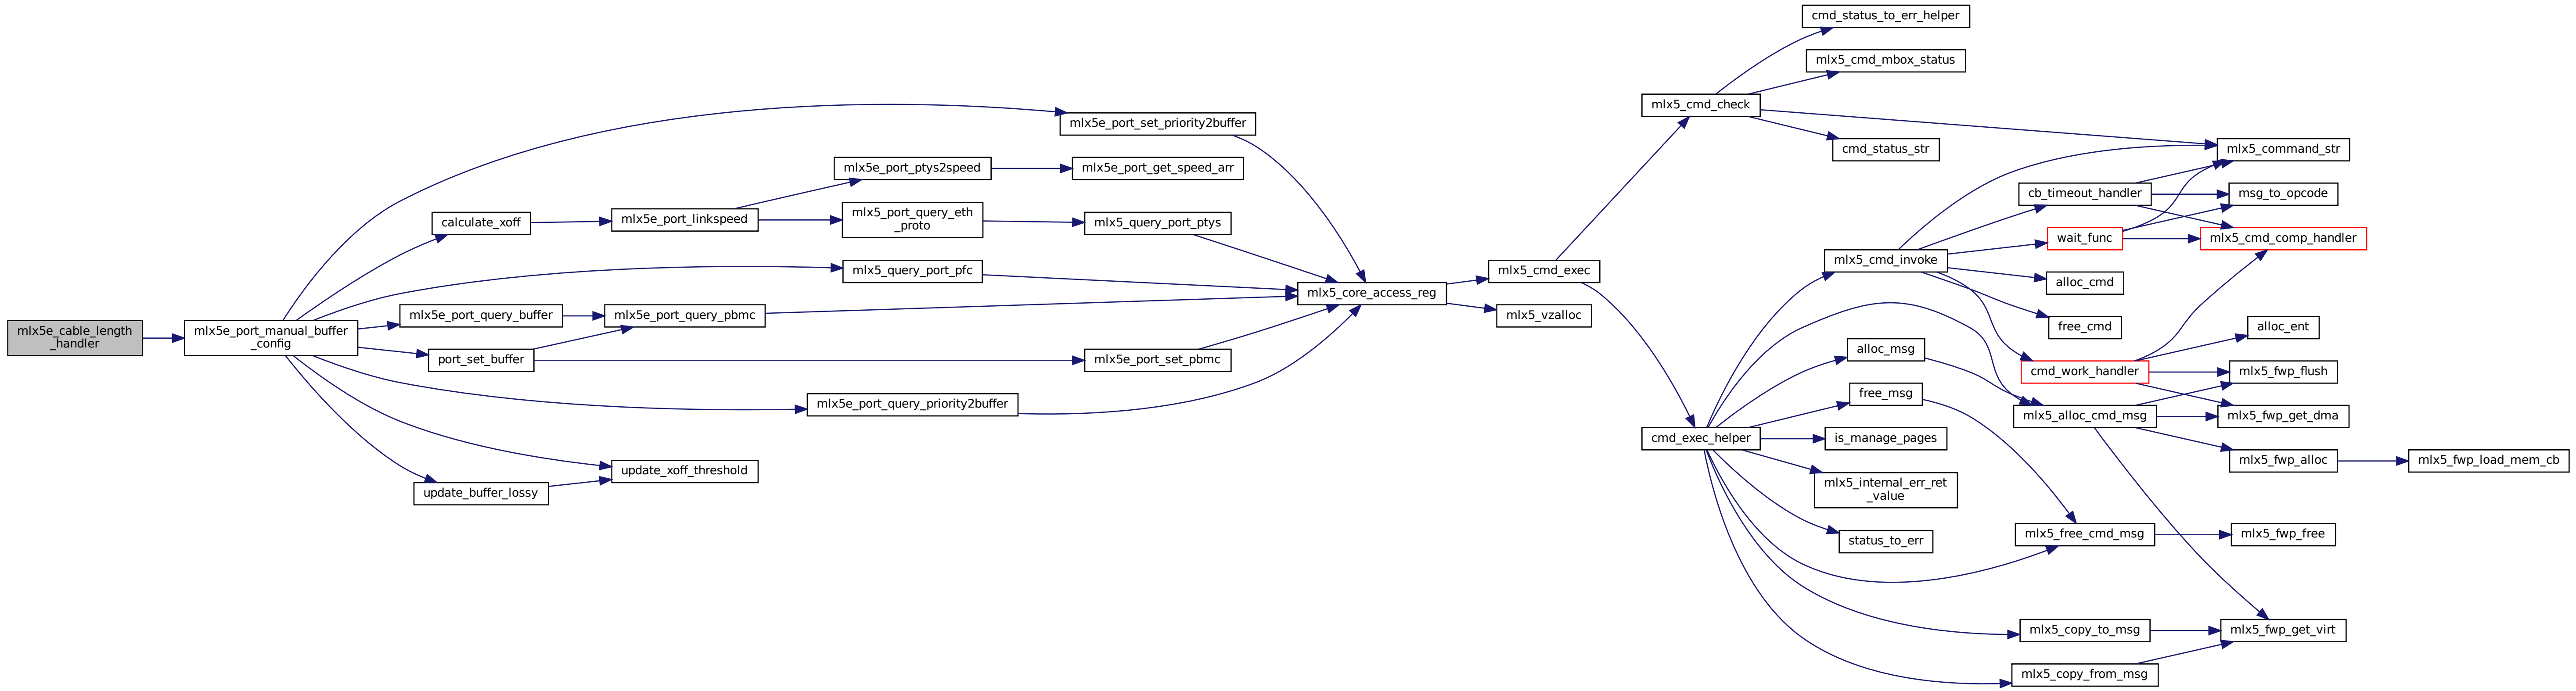 mlx5e_cable_length
_handler
mlx5e_port_manual_buffer
_config
calculate_xoff
mlx5e_port_query_buffer
port_set_buffer
update_buffer_lossy
mlx5e_port_linkspeed
mlx5e_port_query_pbmc
update_xoff_threshold
mlx5e_port_ptys2speed
mlx5_port_query_eth
_proto
mlx5_query_port_pfc
mlx5e_port_query_priority2buffer
mlx5e_port_set_priority2buffer
mlx5e_port_get_speed_arr
mlx5_query_port_ptys
mlx5e_port_set_pbmc
mlx5_core_access_reg
mlx5_cmd_exec
mlx5_vzalloc
mlx5_cmd_check
cmd_exec_helper
cmd_status_to_err_helper
mlx5_cmd_mbox_status
cmd_status_str
mlx5_cmd_invoke
alloc_msg
free_msg
is_manage_pages
mlx5_internal_err_ret
_value
status_to_err
cb_timeout_handler
wait_func
alloc_cmd
free_cmd
cmd_work_handler
mlx5_alloc_cmd_msg
mlx5_free_cmd_msg
mlx5_copy_to_msg
mlx5_copy_from_msg
mlx5_command_str
msg_to_opcode
mlx5_cmd_comp_handler
alloc_ent
mlx5_fwp_flush
mlx5_fwp_get_dma
mlx5_fwp_alloc
mlx5_fwp_free
mlx5_fwp_get_virt
mlx5_fwp_load_mem_cb